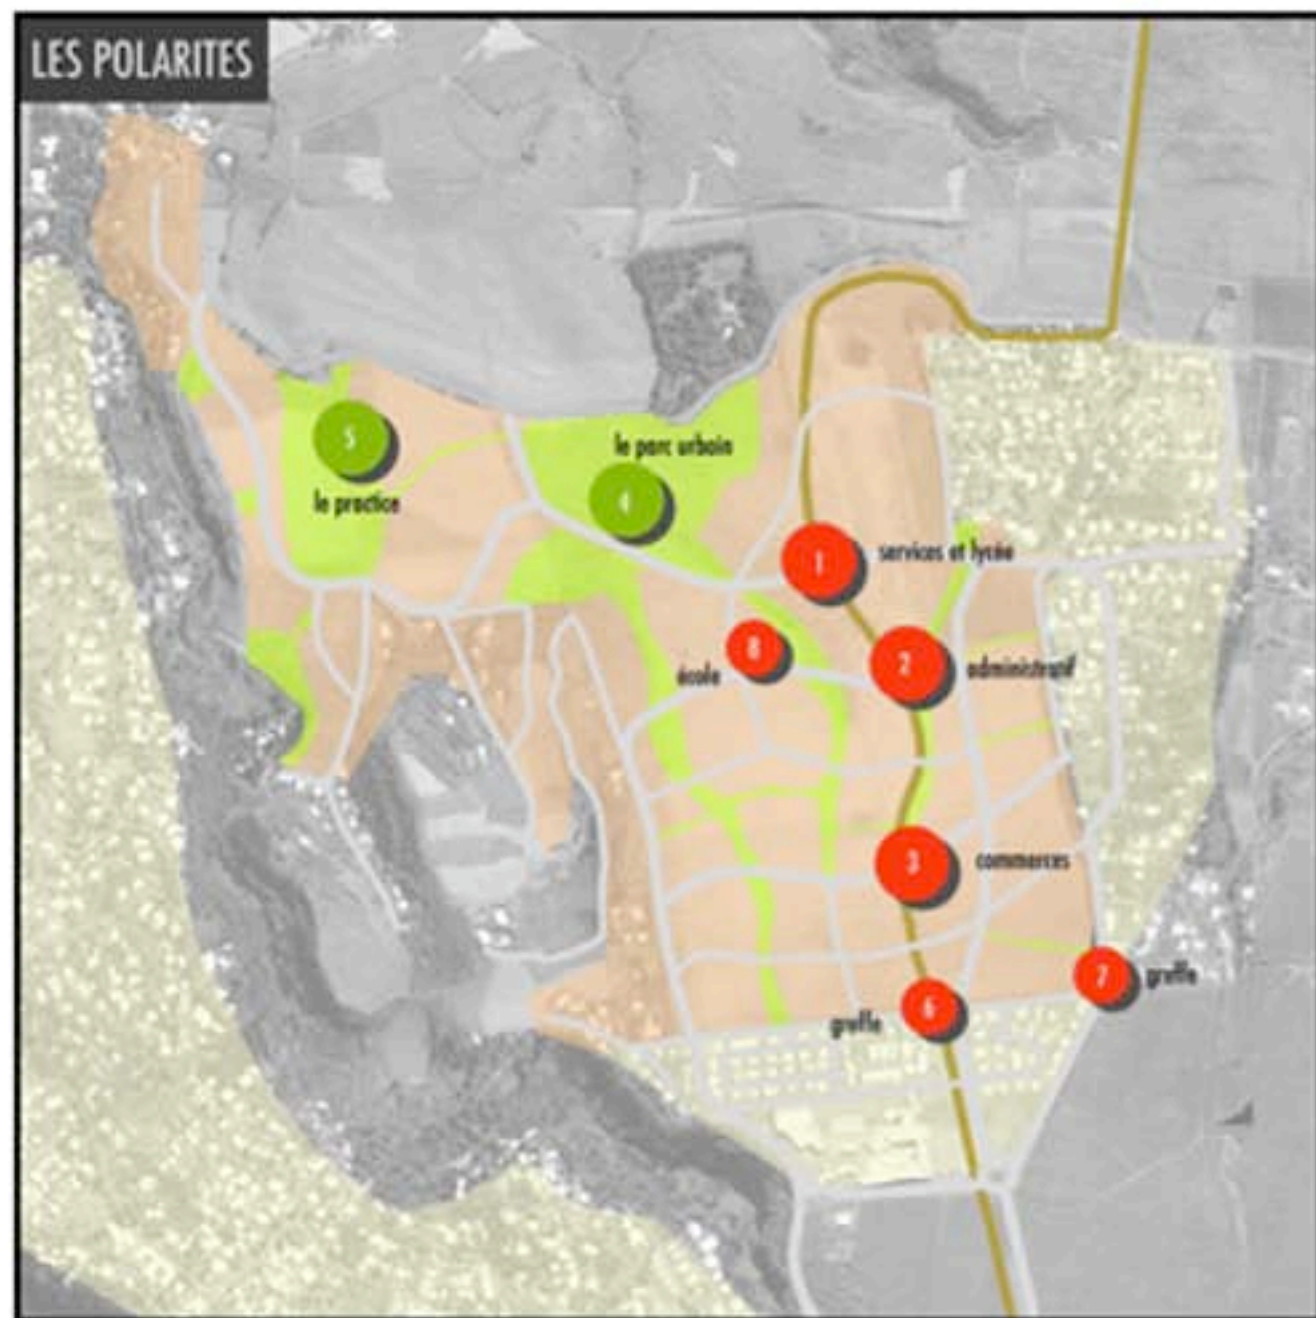 LES POLARITES
5
le practice
le parc urbain
4
1
services et lycée
8
école
2
administratif
3
commerces
7
greffe
6
greffe